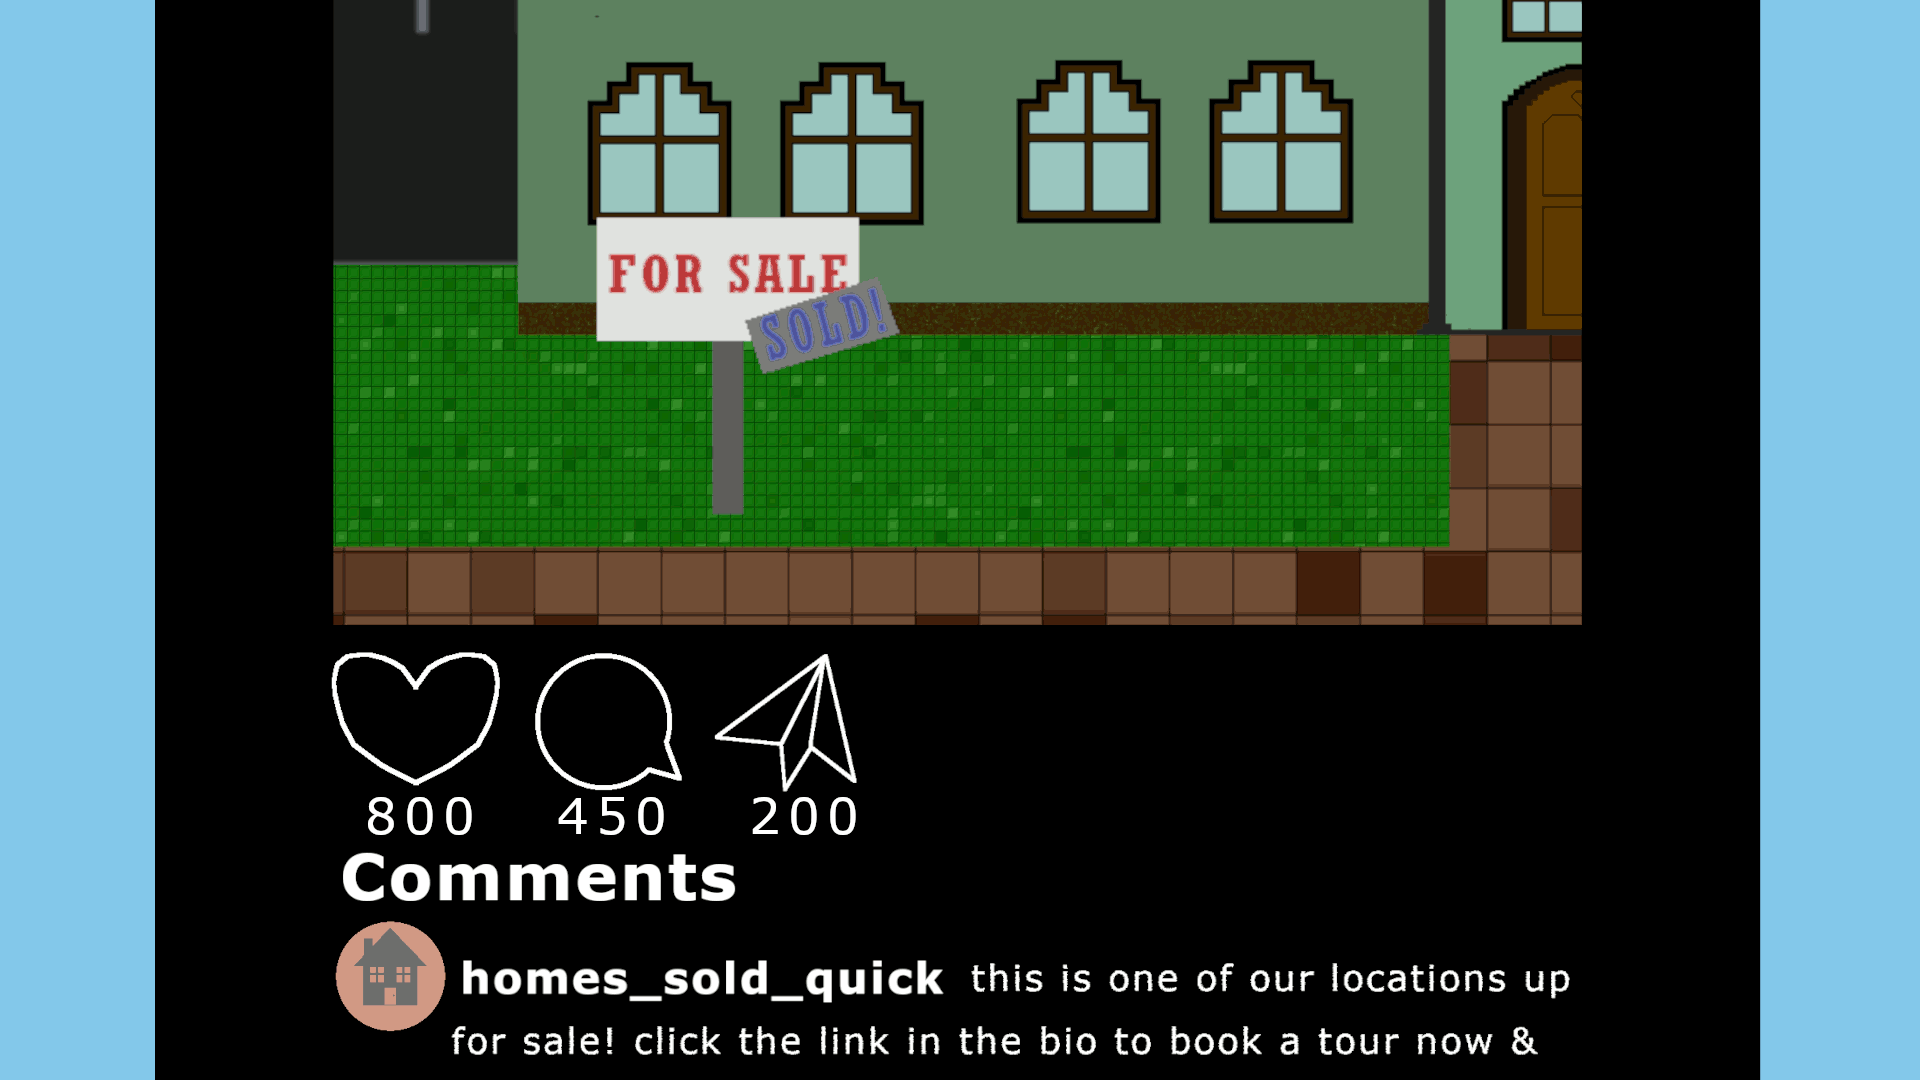 FOR SALE
SOLD!
800 450 200
Comments
homes_sold_quick this is one of our locations up
for sale! click the link in the bio to book a tour now &